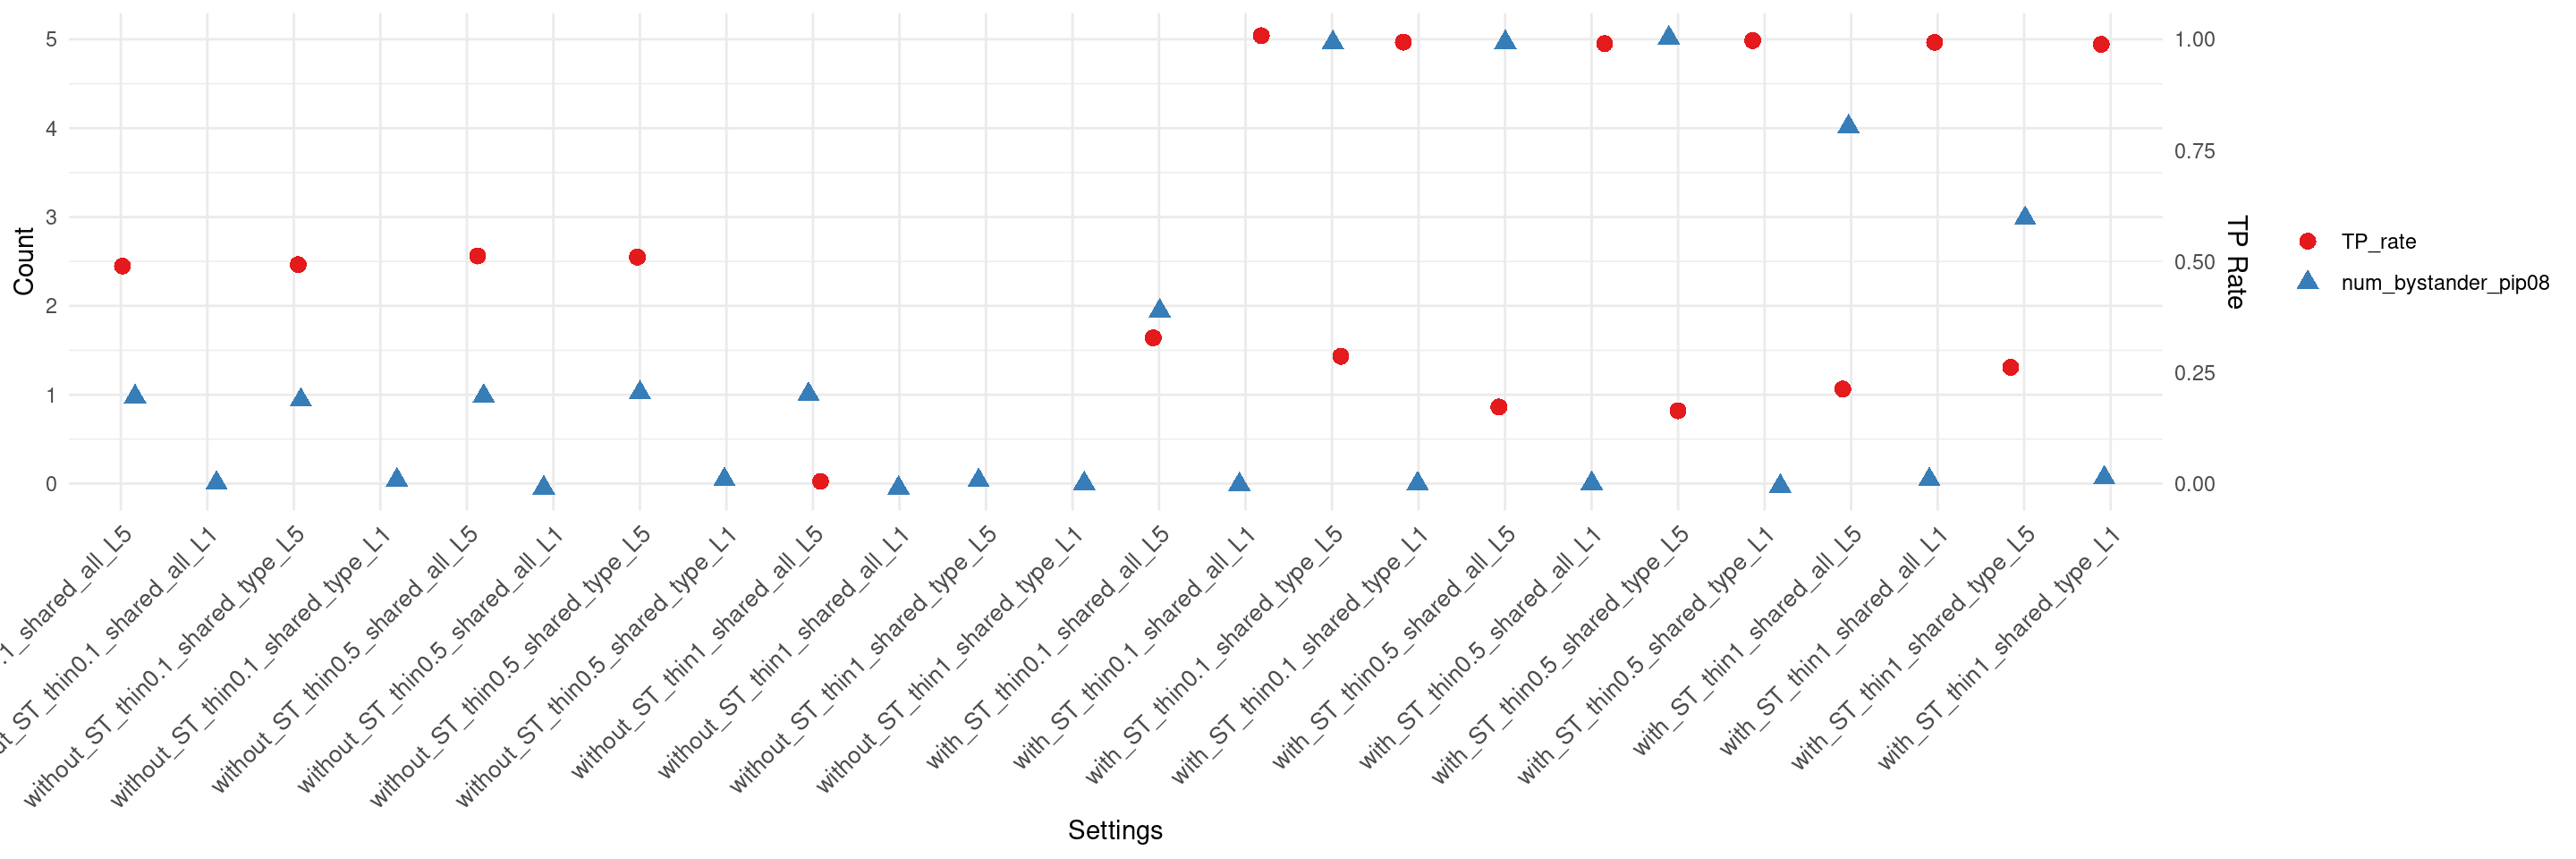 5
4
3
2
1
0
Count
1.00
0.75
0.50
0.25
0.00
TP Rate
TP_rate
num_bystander_pip08
.1_shared_all_L5
ut_ST_thin0.1_shared_all_L1
without_ST_thin0.1_shared_type_L5
without_ST_thin0.1_shared_type_L1
without_ST_thin0.5_shared_all_L5
without_ST_thin0.5_shared_all_L1
without_ST_thin0.5_shared_type_L5
without_ST_thin0.5_shared_type_L1
without_ST_thin1_shared_all_L5
without_ST_thin1_shared_all_L1
without_ST_thin1_shared_type_L5
without_ST_thin1_shared_type_L1
with_ST_thin0.1_shared_all_L5
with_ST_thin0.1_shared_all_L1
with_ST_thin0.1_shared_type_L5
with_ST_thin0.1_shared_type_L1
with_ST_thin0.5_shared_all_L5
with_ST_thin0.5_shared_all_L1
with_ST_thin0.5_shared_type_L5
with_ST_thin0.5_shared_type_L1
with_ST_thin1_shared_all_L5
with_ST_thin1_shared_all_L1
with_ST_thin1_shared_type_L5
with_ST_thin1_shared_type_L1
Settings